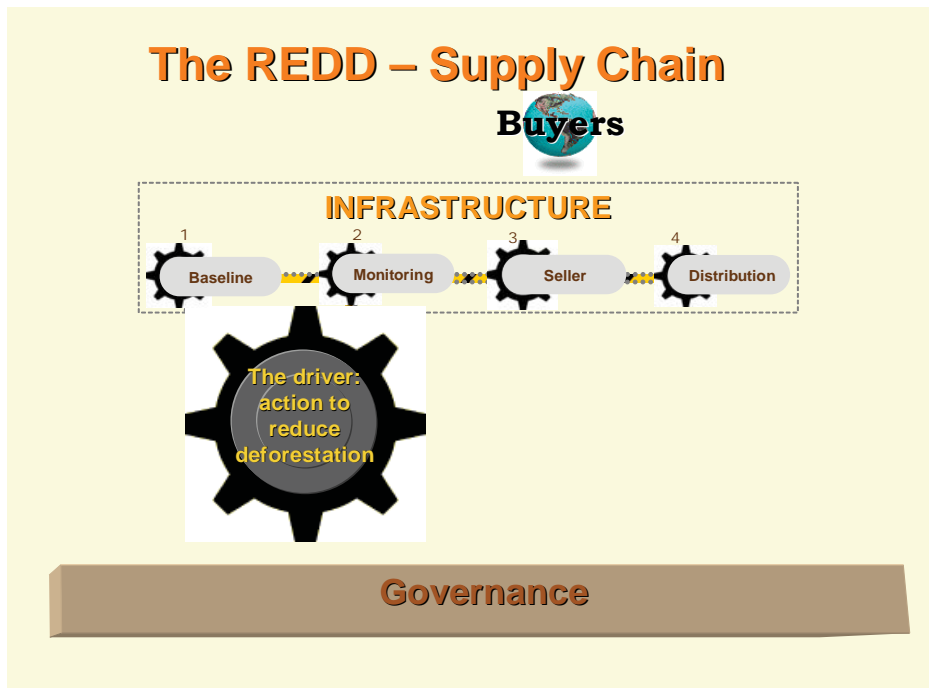 The REDD – Supply Chain
Buyers
INFRASTRUCTURE
1 2 3 4
Baseline Monitoring Seller Distribution
The driver:
action to
reduce
deforestation
Governance